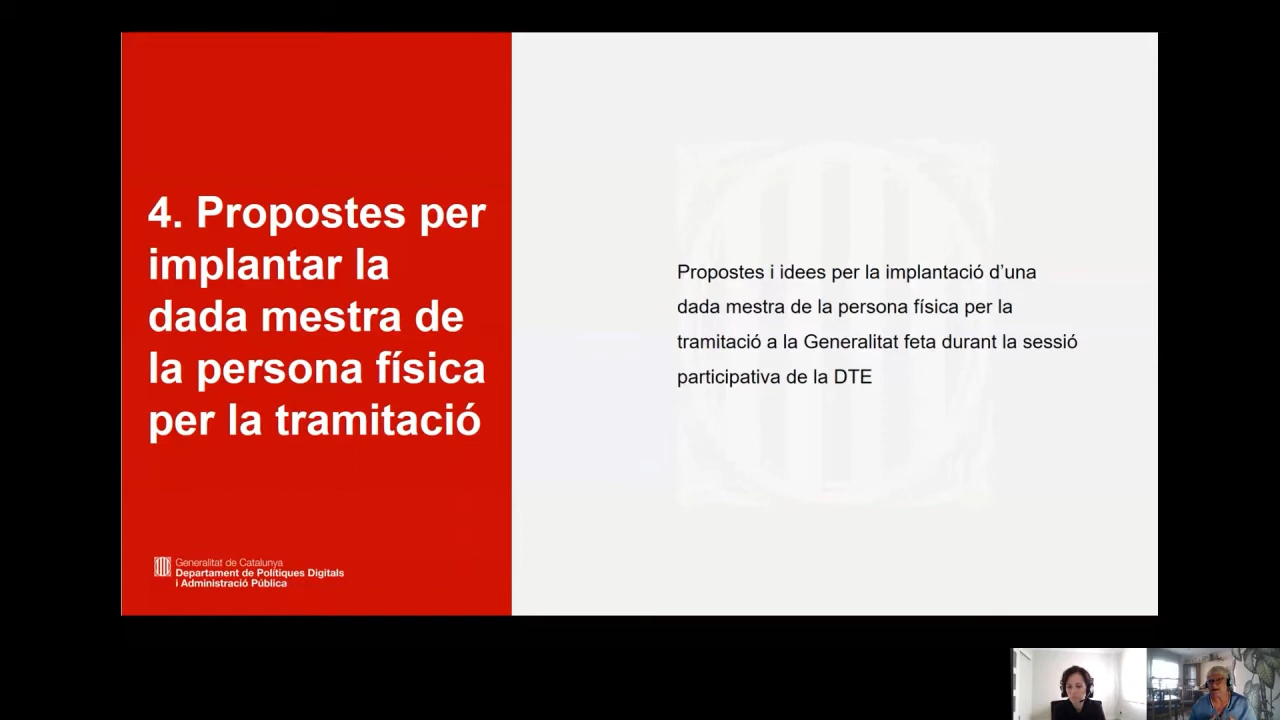 4. Propostes per
implantar la
dada mestra de
la persona física
per la tramitació
Propostes i idees per la implantació d’una
dada mestra de la persona física per la
tramitació a la Generalitat feta durant la sessió
participativa de la DTE
Generalitat de Catalunya
Departament de Polítiques Digitals
i Administració Pública